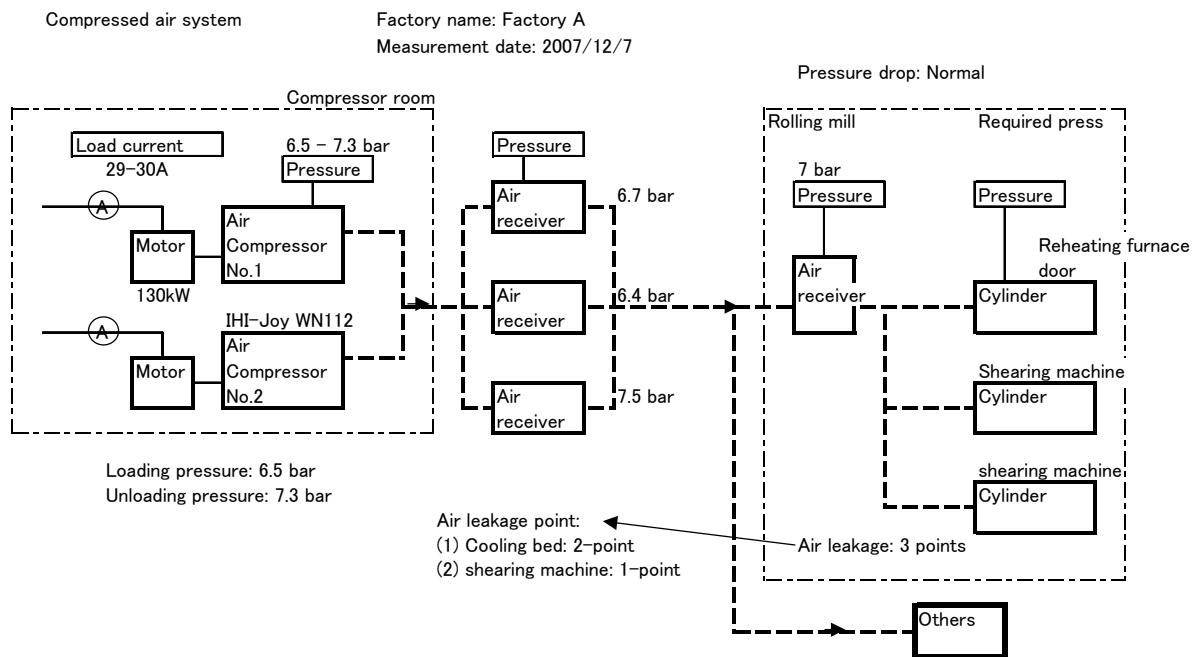 Compressed air system
Factory name: Factory A
Measurement date: 2007/12/7
Pressure drop: Normal
Compressor room
Load current
29-30A
6.5 - 7.3 bar
Pressure
A
Motor
130kW
Air
Compressor
No.1
A
Motor
IHI-Joy WN112
Air
Compressor
No.2
Loading pressure: 6.5 bar
Unloading pressure: 7.3 bar
Pressure
Air
receiver
6.7 bar
Air
receiver
6.4 bar
Air
receiver
7.5 bar
Rolling mill
Required press
7 bar
Pressure
Pressure
Air
receiver
Reheating furnace
door
Cylinder
Shearing machine
Cylinder
shearing machine
Cylinder
Air leakage point:
(1) Cooling bed: 2-point
(2) shearing machine: 1-point
Air leakage: 3 points
Others